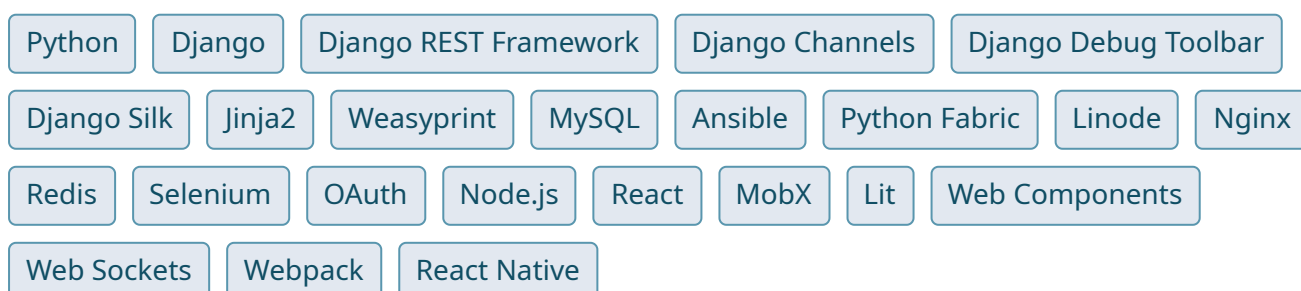 Python Django Django REST Framework Django Channels Django Debug Toolbar
Django Silk Jinja2 Weasyprint MySQL Ansible Python Fabric Linode Nginx
Redis Selenium OAuth Node.js React MobX Lit Web Components
Web Sockets Webpack React Native